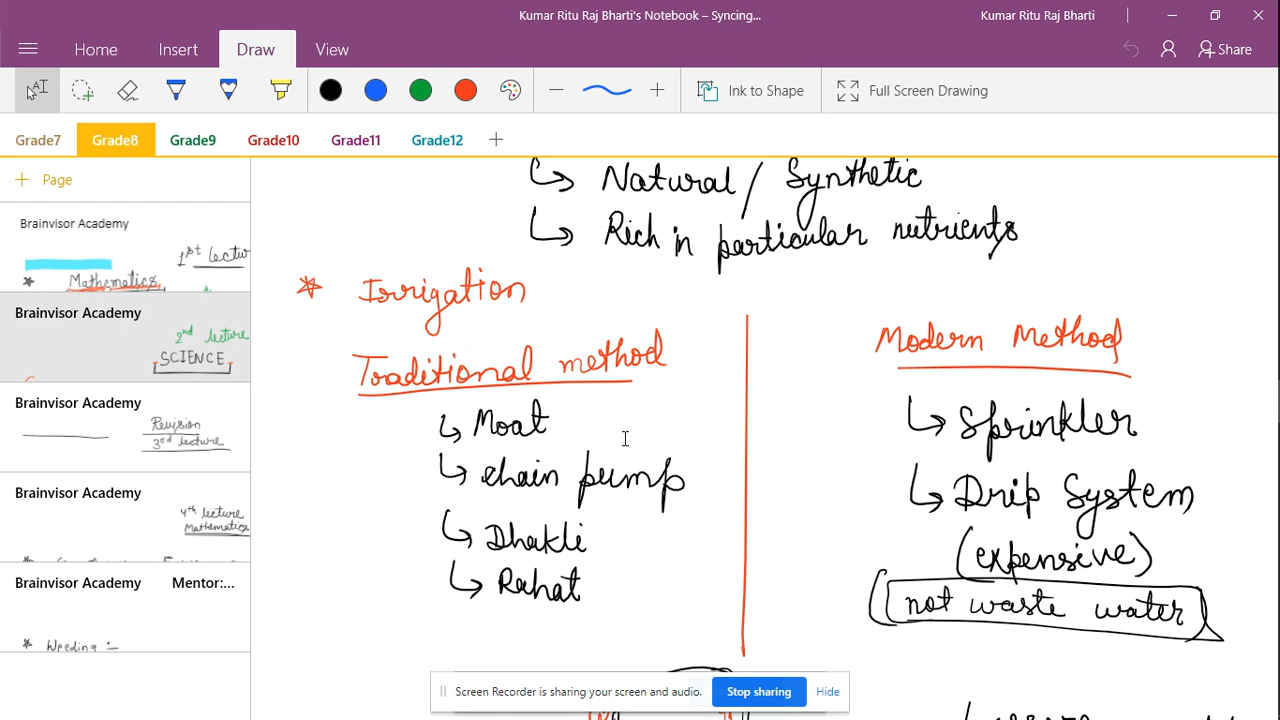 Kumar Ritu Raj Bharti's Notebook – Syncing...
Kumar Ritu Raj Bharti
Home
Insert
Draw
View
Share
Ink to Shape
Full Screen Drawing
Grade7
Grade8
Grade9
Grade10
Grade11
Grade12
Page
Brainvisor Academy
1st lectur
Mathematics
Brainvisor Academy
2nd lecture
SCIENCE
Brainvisor Academy
Revision
3rd lecture
Brainvisor Academy
4th lecture
Mathematics
Brainvisor Academy Mentor:...
* Weeding :-
Natural / Synthetic
Rich in particular nutrients
* Irrigation
Traditional method
Moat
chain pump
Dhakli
Rahat
Modern Method
Sprinkler
Drip System
(expensive)
(not waste water)
Screen Recorder is sharing your screen and audio.
Stop sharing
Hide